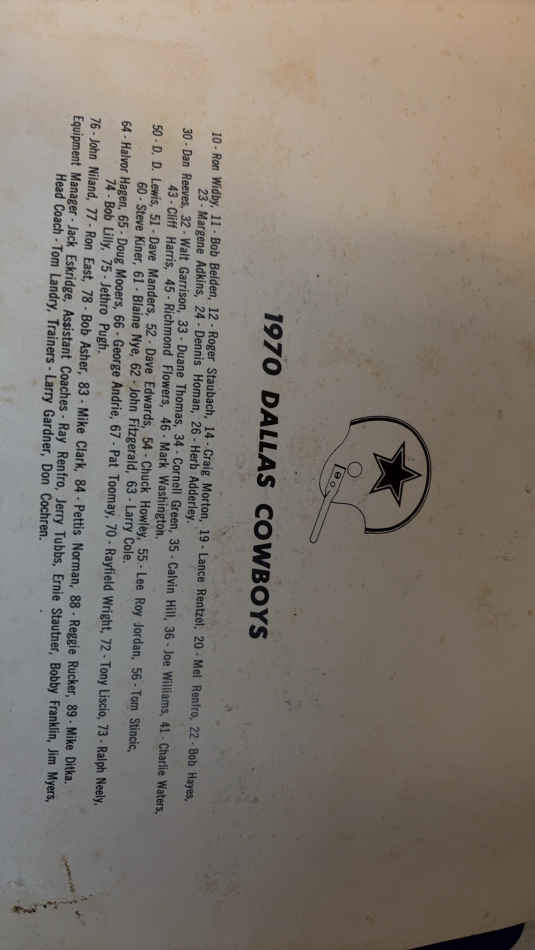 1970 DALLAS COWBOYS
10 - Ron Widby, 11 - Bob Belden, 12 - Roger Staubach, 14 - Craig Morton, 19 - Lance Rentzel, 20 - Mel Renfro, 22 - Bob Hayes,
23 - Margene Adkins, 24 - Dennis Homan, 26 - Herb Adderley,
30 - Dan Reeves, 32 - Walt Garrison, 33 - Duane Thomas, 34 - Cornell Green, 35 - Calvin Hill, 36 - Joe Williams, 41 - Charlie Waters,
43 - Cliff Harris, 45 - Richmond Flowers, 46 - Mark Washington.
50 - D. D. Lewis, 51 - Dave Manders, 52 - Dave Edwards, 54 - Chuck Howley, 55 - Lee Roy Jordan, 56 - Tom Stincic,
60 - Steve Kiner, 61 - Blaine Nye, 62 - John Fitzgerald, 63 - Larry Cole.
64 - Halvor Hagen, 65 - Doug Mooers, 66 - George Andrie, 67 - Pat Toomay, 70 - Rayfield Wright, 72 - Tony Liscio, 73 - Ralph Neely,
74 - Bob Lilly, 75 - Jethro Pugh.
76 - John Niland, 77 - Ron East, 78 - Bob Asher, 83 - Mike Clark, 84 - Pettis Norman, 88 - Reggie Rucker, 89 - Mike Ditka.
Equipment Manager - Jack Eskridge, Assistant Coaches - Ray Renfro, Jerry Tubbs, Ernie Stautner, Bobby Franklin, Jim Myers,
Head Coach - Tom Landry, Trainers - Larry Gardner, Don Cochren.